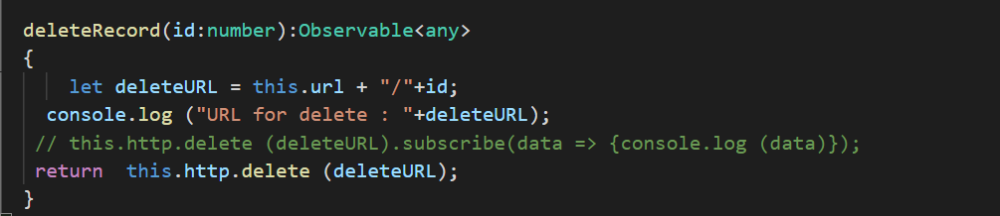 deleteRecord(id:number):Observable<any>
{
let deleteURL = this.url + "/"+id;
console.log ("URL for delete : "+deleteURL);
// this.http.delete (deleteURL).subscribe(data => {console.log (data)});
return  this.http.delete (deleteURL);
}